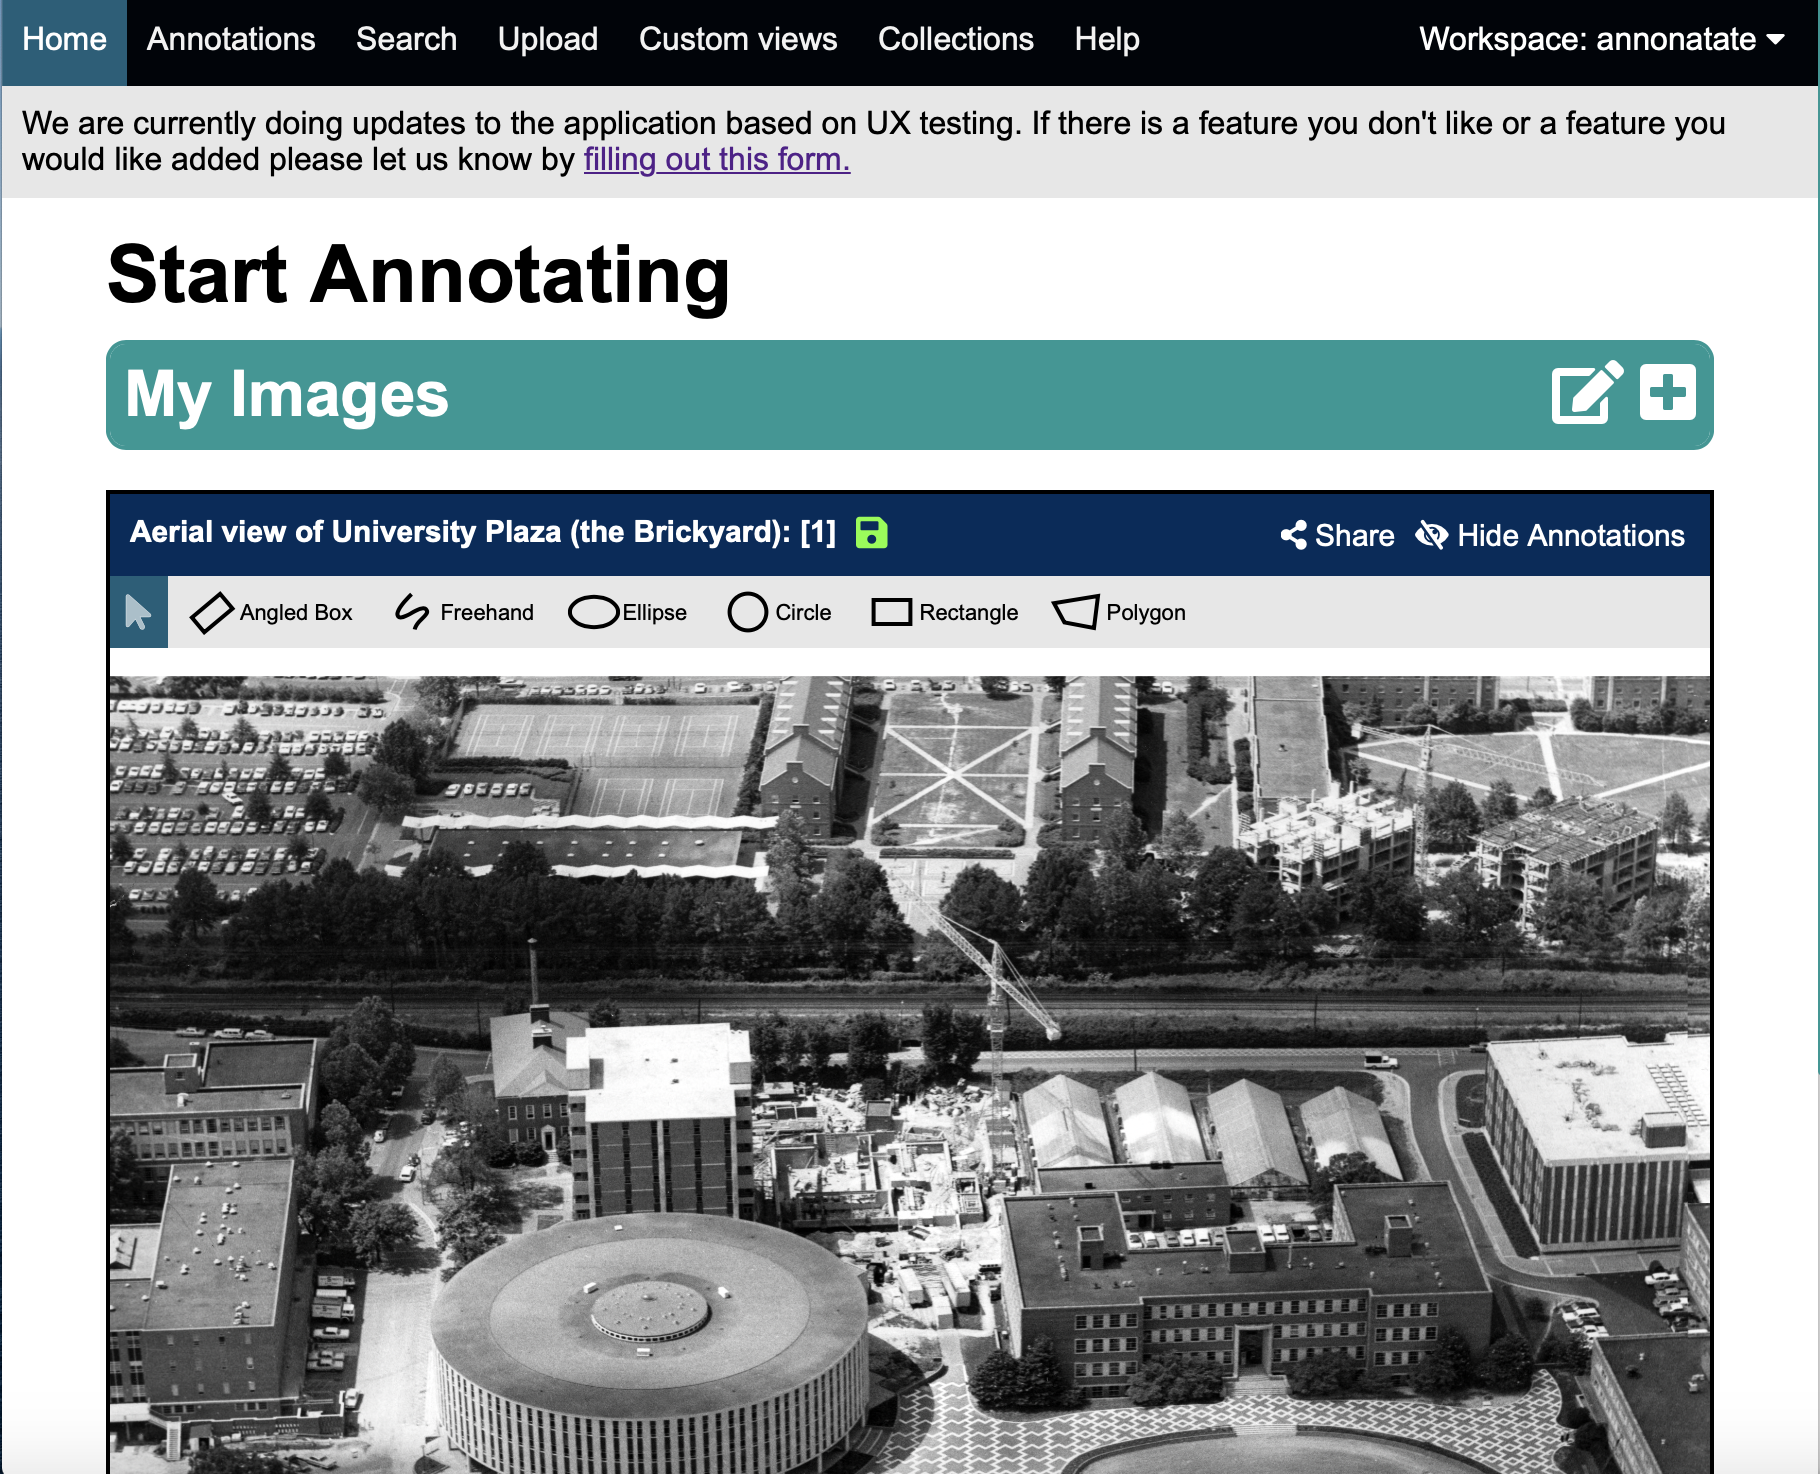 Home Annotations Search Upload Custom views Collections Help Workspace: annonatate
We are currently doing updates to the application based on UX testing. If there is a feature you don't like or a feature you
would like added please let us know by filling out this form.
Start Annotating
My Images
Aerial view of University Plaza (the Brickyard): [1] Share Hide Annotations
Angled Box Freehand Ellipse Circle Rectangle Polygon